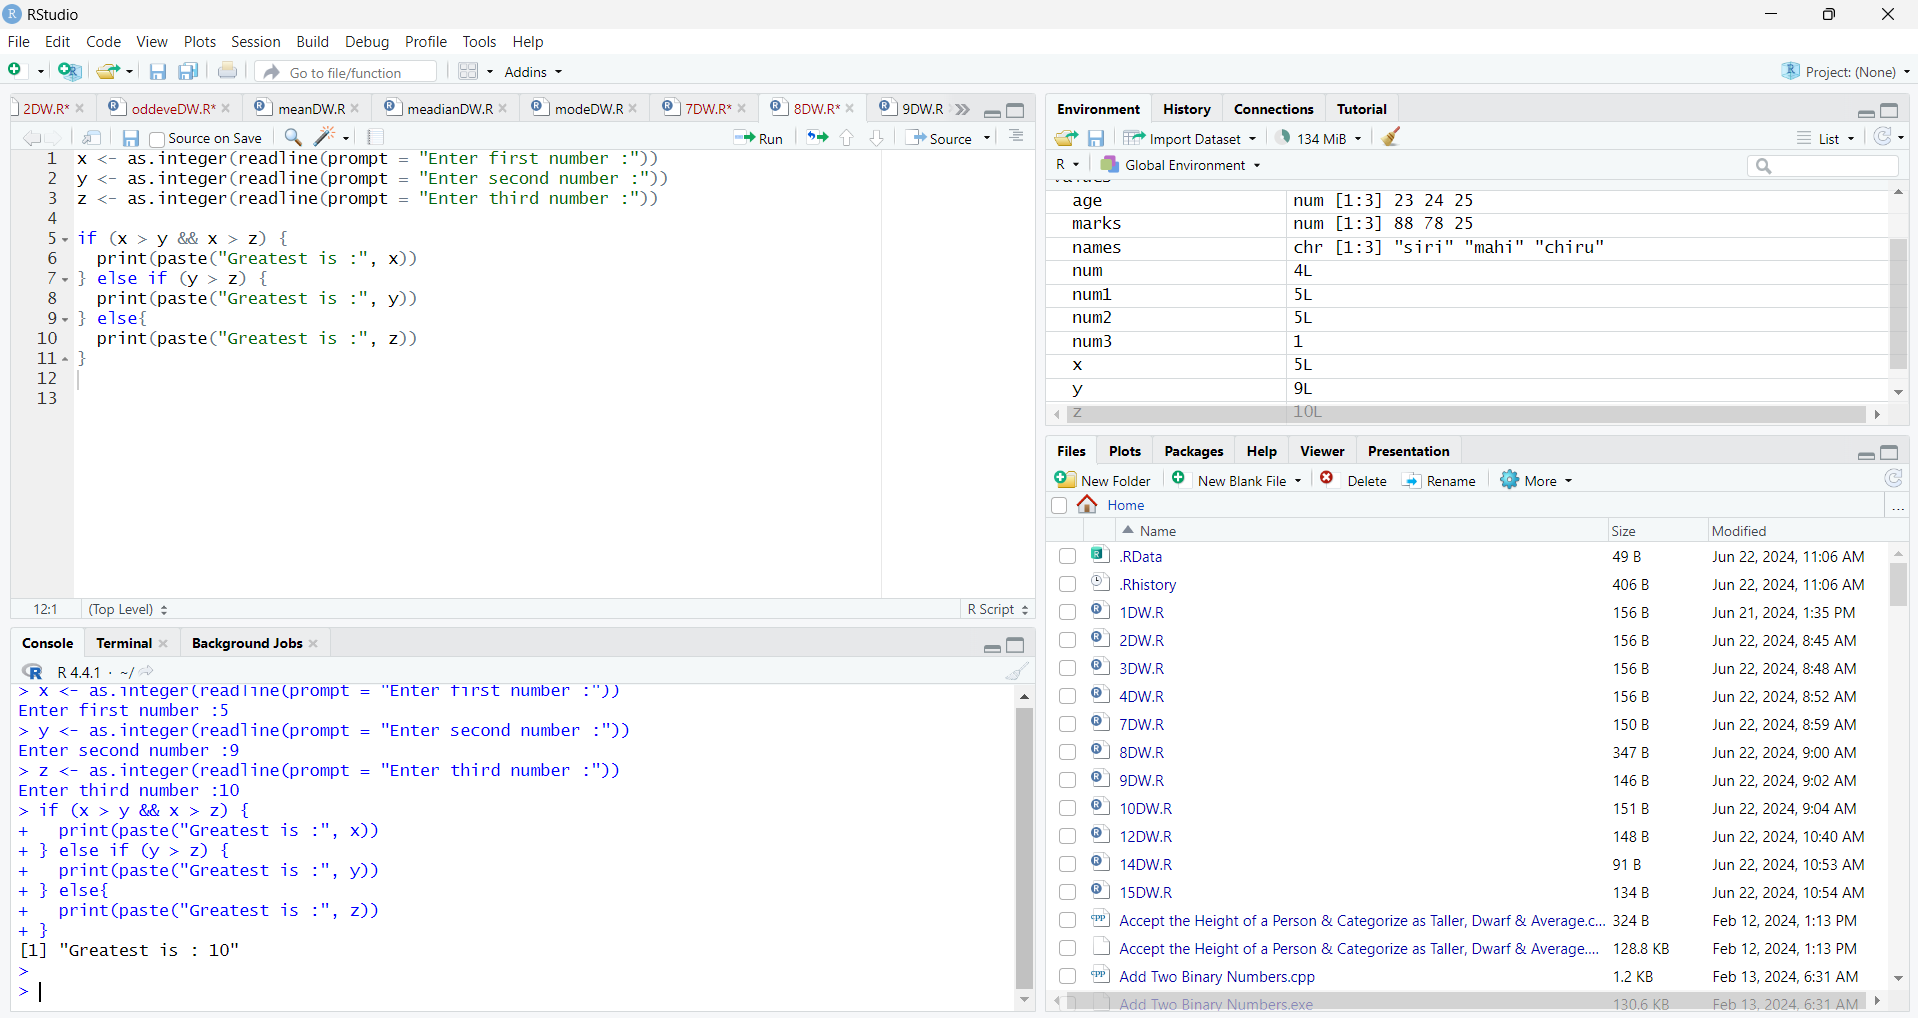 RStudio
File Edit Code View Plots Session Build Debug Profile Tools Help
Go to file/function Addins Project: (None)
2DW.R* oddeveDW.R* meanDW.R meadianDW.R modeDW.R 7DW.R* 8DW.R* 9DW.R
Source on Save Run Source
1 x <- as.integer(readline(prompt = "Enter first number :"))
2 y <- as.integer(readline(prompt = "Enter second number :"))
3 z <- as.integer(readline(prompt = "Enter third number :"))
4
5 if (x > y && x > z) {
6 print(paste("Greatest is :", x))
7 } else if (y > z) {
8 print(paste("Greatest is :", y))
9 } else{
10 print(paste("Greatest is :", z))
11 }
12
13
12:1 (Top Level) R Script
Console Terminal Background Jobs
R R 4.4.1 · ~/
> x <- as.integer(readline(prompt = "Enter first number :"))
Enter first number :5
> y <- as.integer(readline(prompt = "Enter second number :"))
Enter second number :9
> z <- as.integer(readline(prompt = "Enter third number :"))
Enter third number :10
> if (x > y && x > z) {
+ print(paste("Greatest is :", x))
+ } else if (y > z) {
+ print(paste("Greatest is :", y))
+ } else{
+ print(paste("Greatest is :", z))
+ }
[1] "Greatest is : 10"
>
>
Environment History Connections Tutorial
Import Dataset 134 MiB List
R Global Environment
age num [1:3] 23 24 25
marks num [1:3] 88 78 25
names chr [1:3] "siri" "mahi" "chiru"
num 4L
num1 5L
num2 5L
num3 1
x 5L
y 9L
z 10L
Files Plots Packages Help Viewer Presentation
New Folder New Blank File Delete Rename More
Home ...
Name Size Modified
.RData 49 B Jun 22, 2024, 11:06 AM
.Rhistory 406 B Jun 22, 2024, 11:06 AM
1DW.R 156 B Jun 21, 2024, 1:35 PM
2DW.R 156 B Jun 22, 2024, 8:45 AM
3DW.R 156 B Jun 22, 2024, 8:48 AM
4DW.R 156 B Jun 22, 2024, 8:52 AM
7DW.R 150 B Jun 22, 2024, 8:59 AM
8DW.R 347 B Jun 22, 2024, 9:00 AM
9DW.R 146 B Jun 22, 2024, 9:02 AM
10DW.R 151 B Jun 22, 2024, 9:04 AM
12DW.R 148 B Jun 22, 2024, 10:40 AM
14DW.R 91 B Jun 22, 2024, 10:53 AM
15DW.R 134 B Jun 22, 2024, 10:54 AM
Accept the Height of a Person & Categorize as Taller, Dwarf & Average.c... 324 B Feb 12, 2024, 1:13 PM
Accept the Height of a Person & Categorize as Taller, Dwarf & Average.... 128.8 KB Feb 12, 2024, 1:13 PM
Add Two Binary Numbers.cpp 1.2 KB Feb 13, 2024, 6:31 AM
Add Two Binary Numbers.exe 130.6 KB Feb 13, 2024, 6:31 AM